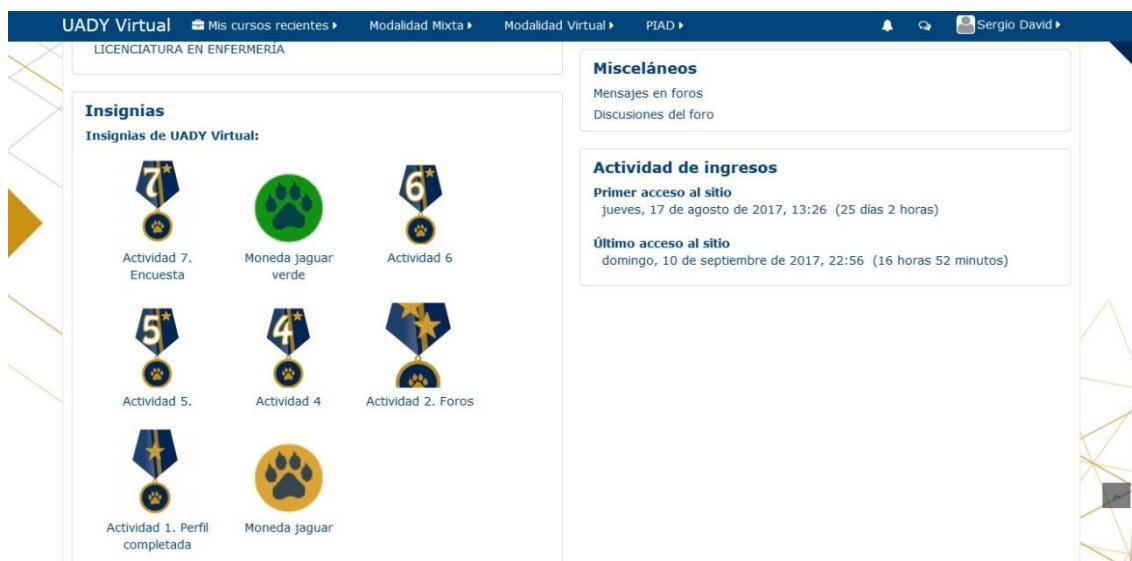 UADY Virtual Mis cursos recientes Modalidad Mixta Modalidad Virtual PIAD Sergio David
LICENCIATURA EN ENFERMERÍA
Insignias
Insignias de UADY Virtual:
7
6
Actividad 7.
Encuesta
Moneda jaguar
verde
Actividad 6
5
4
Actividad 5.
Actividad 4
Actividad 2. Foros
Actividad 1. Perfil
completada
Moneda jaguar
Misceláneos
Mensajes en foros
Discusiones del foro
Actividad de ingresos
Primer acceso al sitio
jueves, 17 de agosto de 2017, 13:26 (25 días 2 horas)
Último acceso al sitio
domingo, 10 de septiembre de 2017, 22:56 (16 horas 52 minutos)